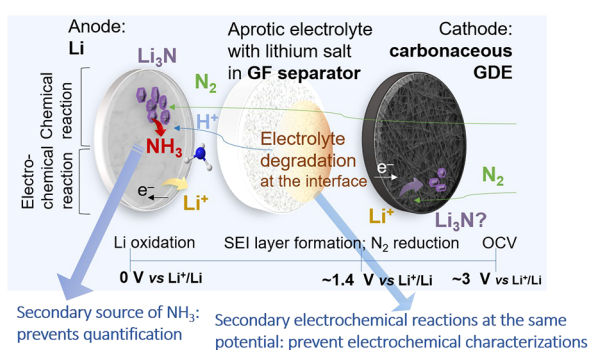 Anode:
Li
Aprotic electrolyte
with lithium salt
in GF separator
Cathode:
carbonaceous
GDE
Li₃N
N₂
H⁺
Electro-
chemical
reaction
Chemical
reaction
NH₃
e⁻
Li⁺
Electrolyte
degradation
at the interface
e⁻
Li⁺
N₂
Li₃N?
Li oxidation
SEI layer formation; N₂ reduction
OCV
0 V vs Li⁺/Li
~1.4 V vs Li⁺/Li
~3 V vs Li⁺/Li
Secondary source of NH₃:
prevents quantification
Secondary electrochemical reactions at the same
potential: prevent electrochemical characterizations